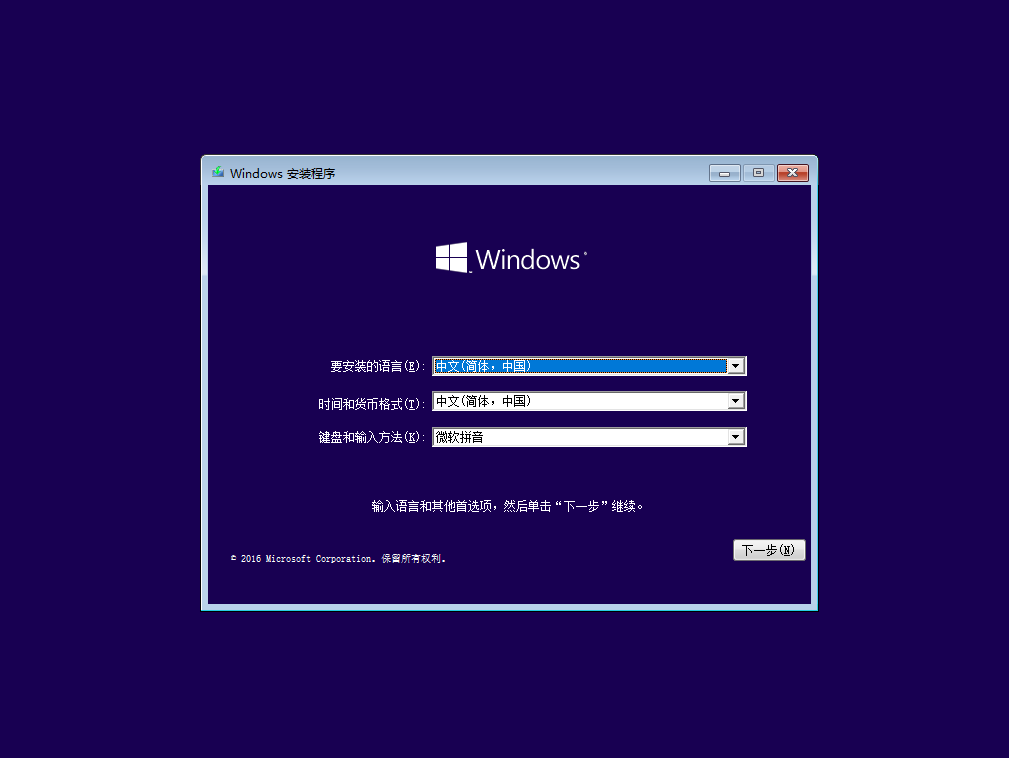 Windows 安装程序
Windows
要安装的语言(E): 中文(简体，中国)
时间和货币格式(T): 中文(简体，中国)
键盘和输入方法(K): 微软拼音
输入语言和其他首选项，然后单击“下一步”继续。
© 2016 Microsoft Corporation。保留所有权利。
下一步(N)